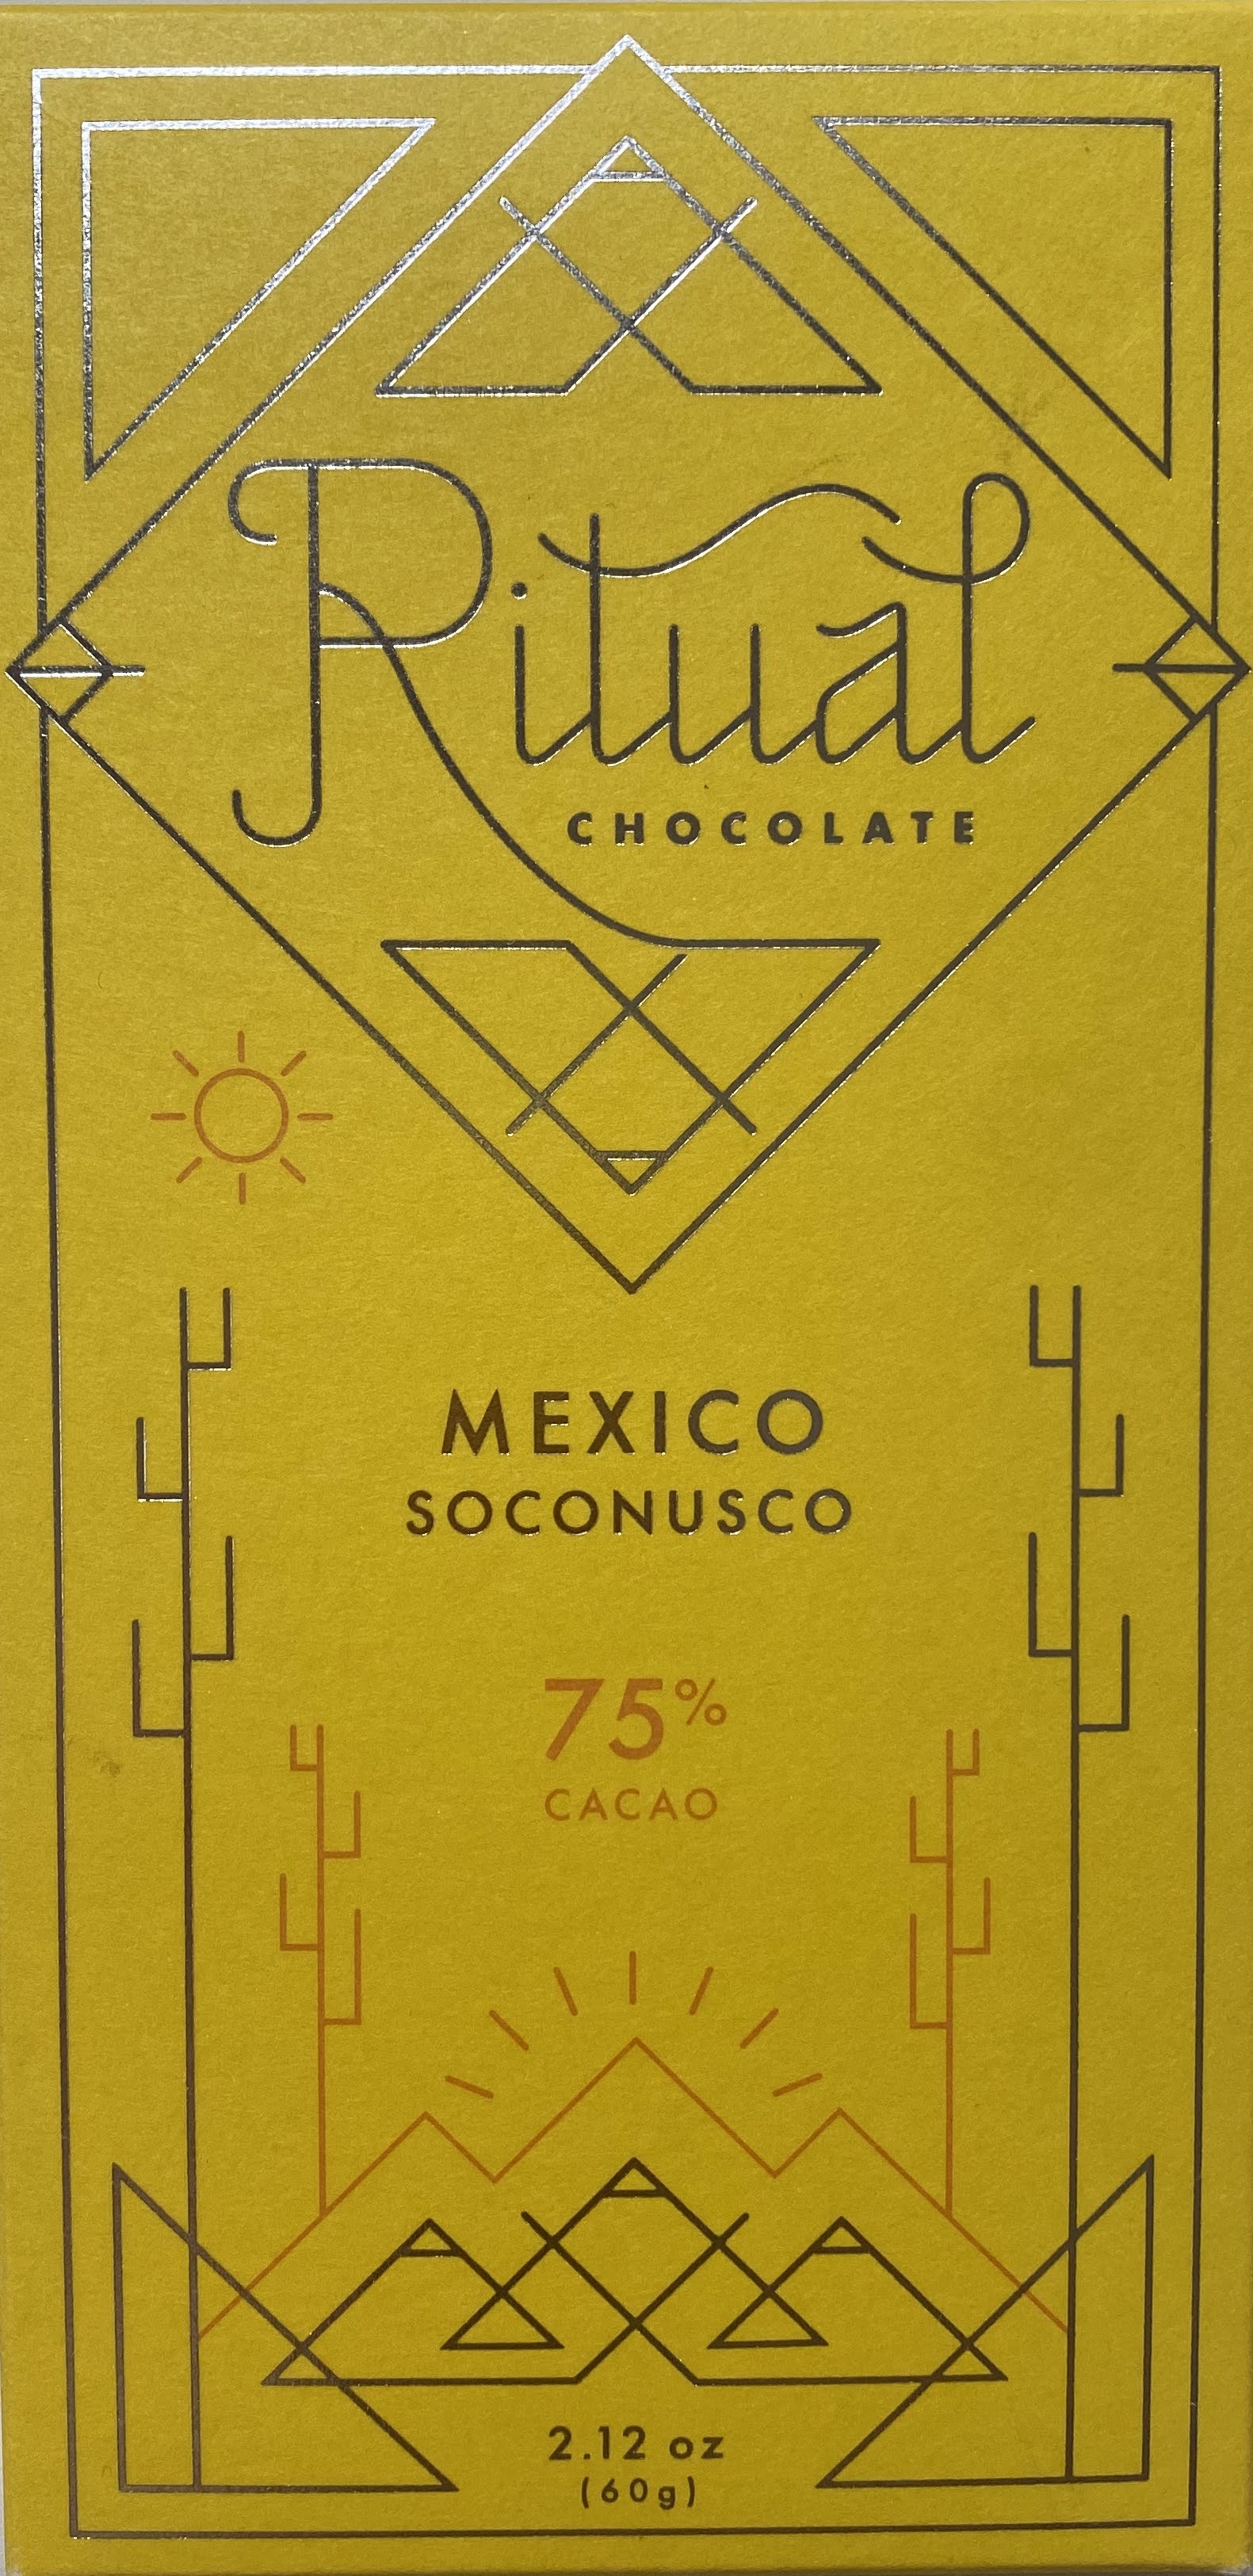 Ritual
CHOCOLATE
MEXICO
SOCONUSCO
75%
CACAO
2.12 oz
(60g)